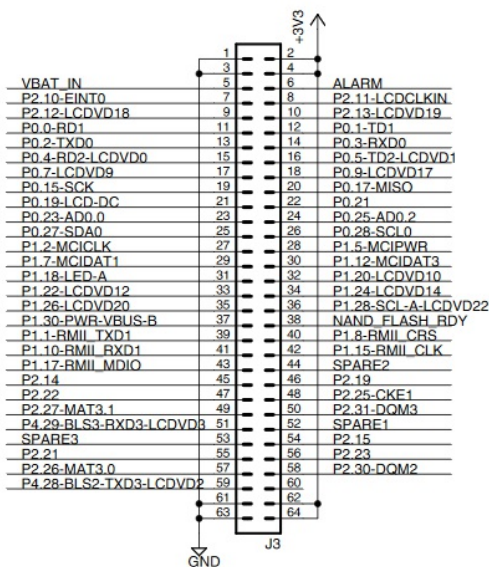 +3V3
1 2
3 4
VBAT_IN 5 6 ALARM
P2.10-EINT0 7 8 P2.11-LCDCLKIN
P2.12-LCDVD18 9 10 P2.13-LCDVD19
P0.0-RD1 11 12 P0.1-TD1
P0.2-TXD0 13 14 P0.3-RXD0
P0.4-RD2-LCDVD0 15 16 P0.5-TD2-LCDVD1
P0.7-LCDVD9 17 18 P0.9-LCDVD17
P0.15-SCK 19 20 P0.17-MISO
P0.19-LCD-DC 21 22 P0.21
P0.23-AD0.0 23 24 P0.25-AD0.2
P0.27-SDA0 25 26 P0.28-SCL0
P1.2-MCICLK 27 28 P1.5-MCIPWR
P1.7-MCIDAT1 29 30 P1.12-MCIDAT3
P1.18-LED-A 31 32 P1.20-LCDVD10
P1.22-LCDVD12 33 34 P1.24-LCDVD14
P1.26-LCDVD20 35 36 P1.28-SCL-A-LCDVD22
P1.30-PWR-VBUS-B 37 38 NAND_FLASH_RDY
P1.1-RMII_TXD1 39 40 P1.8-RMII_CRS
P1.10-RMII_RXD1 41 42 P1.15-RMII_CLK
P1.17-RMII_MDIO 43 44 SPARE2
P2.14 45 46 P2.19
P2.22 47 48 P2.25-CKE1
P2.27-MAT3.1 49 50 P2.31-DQM3
P4.29-BLS3-RXD3-LCDVD3 51 52 SPARE1
SPARE3 53 54 P2.15
P2.21 55 56 P2.23
P2.26-MAT3.0 57 58 P2.30-DQM2
P4.28-BLS2-TXD3-LCDVD2 59 60
61 62
63 64
J3
GND